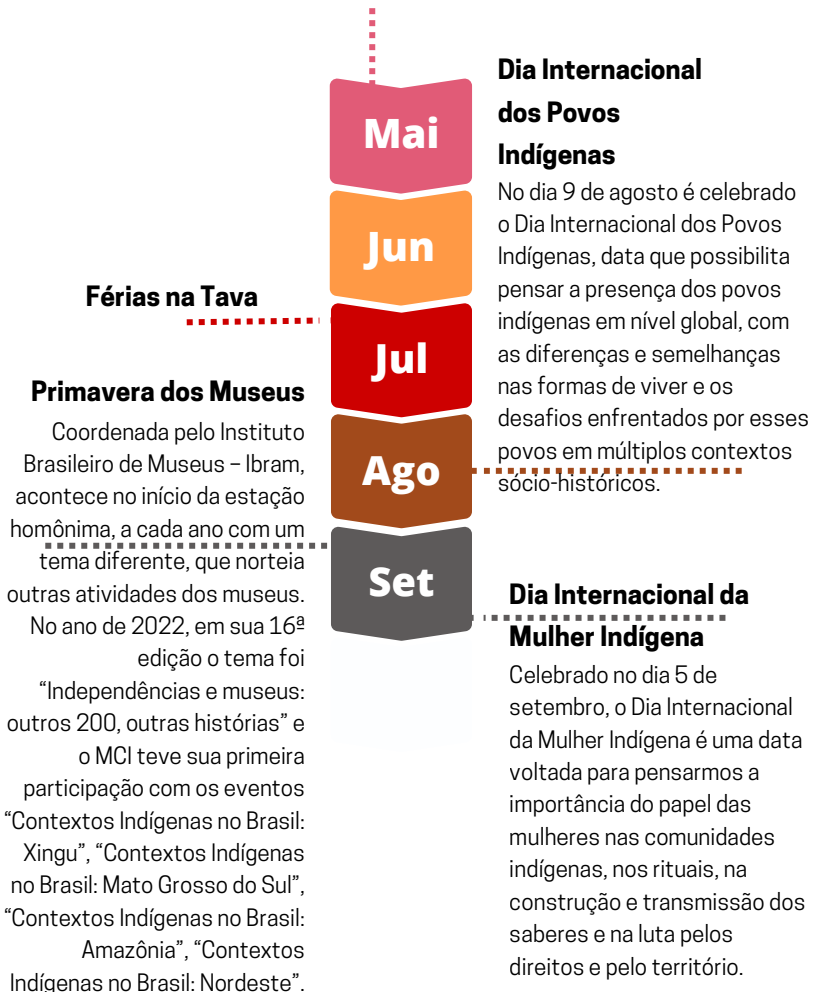 Mai
Jun
Jul
Ago
Set
Férias na Tava
Primavera dos Museus
Coordenada pelo Instituto
Brasileiro de Museus – Ibram,
acontece no início da estação
homônima, a cada ano com um
tema diferente, que norteia
outras atividades dos museus.
No ano de 2022, em sua 16ª
edição o tema foi
“Independências e museus:
outros 200, outras histórias” e
o MCI teve sua primeira
participação com os eventos
“Contextos Indígenas no Brasil:
Xingu”, “Contextos Indígenas
no Brasil: Mato Grosso do Sul”,
“Contextos Indígenas no Brasil:
Amazônia”, “Contextos
Indígenas no Brasil: Nordeste”.
Dia Internacional
dos Povos
Indígenas
No dia 9 de agosto é celebrado
o Dia Internacional dos Povos
Indígenas, data que possibilita
pensar a presença dos povos
indígenas em nível global, com
as diferenças e semelhanças
nas formas de viver e os
desafios enfrentados por esses
povos em múltiplos contextos
sócio-históricos.
Dia Internacional da
Mulher Indígena
Celebrado no dia 5 de
setembro, o Dia Internacional
da Mulher Indígena é uma data
voltada para pensarmos a
importância do papel das
mulheres nas comunidades
indígenas, nos rituais, na
construção e transmissão dos
saberes e na luta pelos
direitos e pelo território.